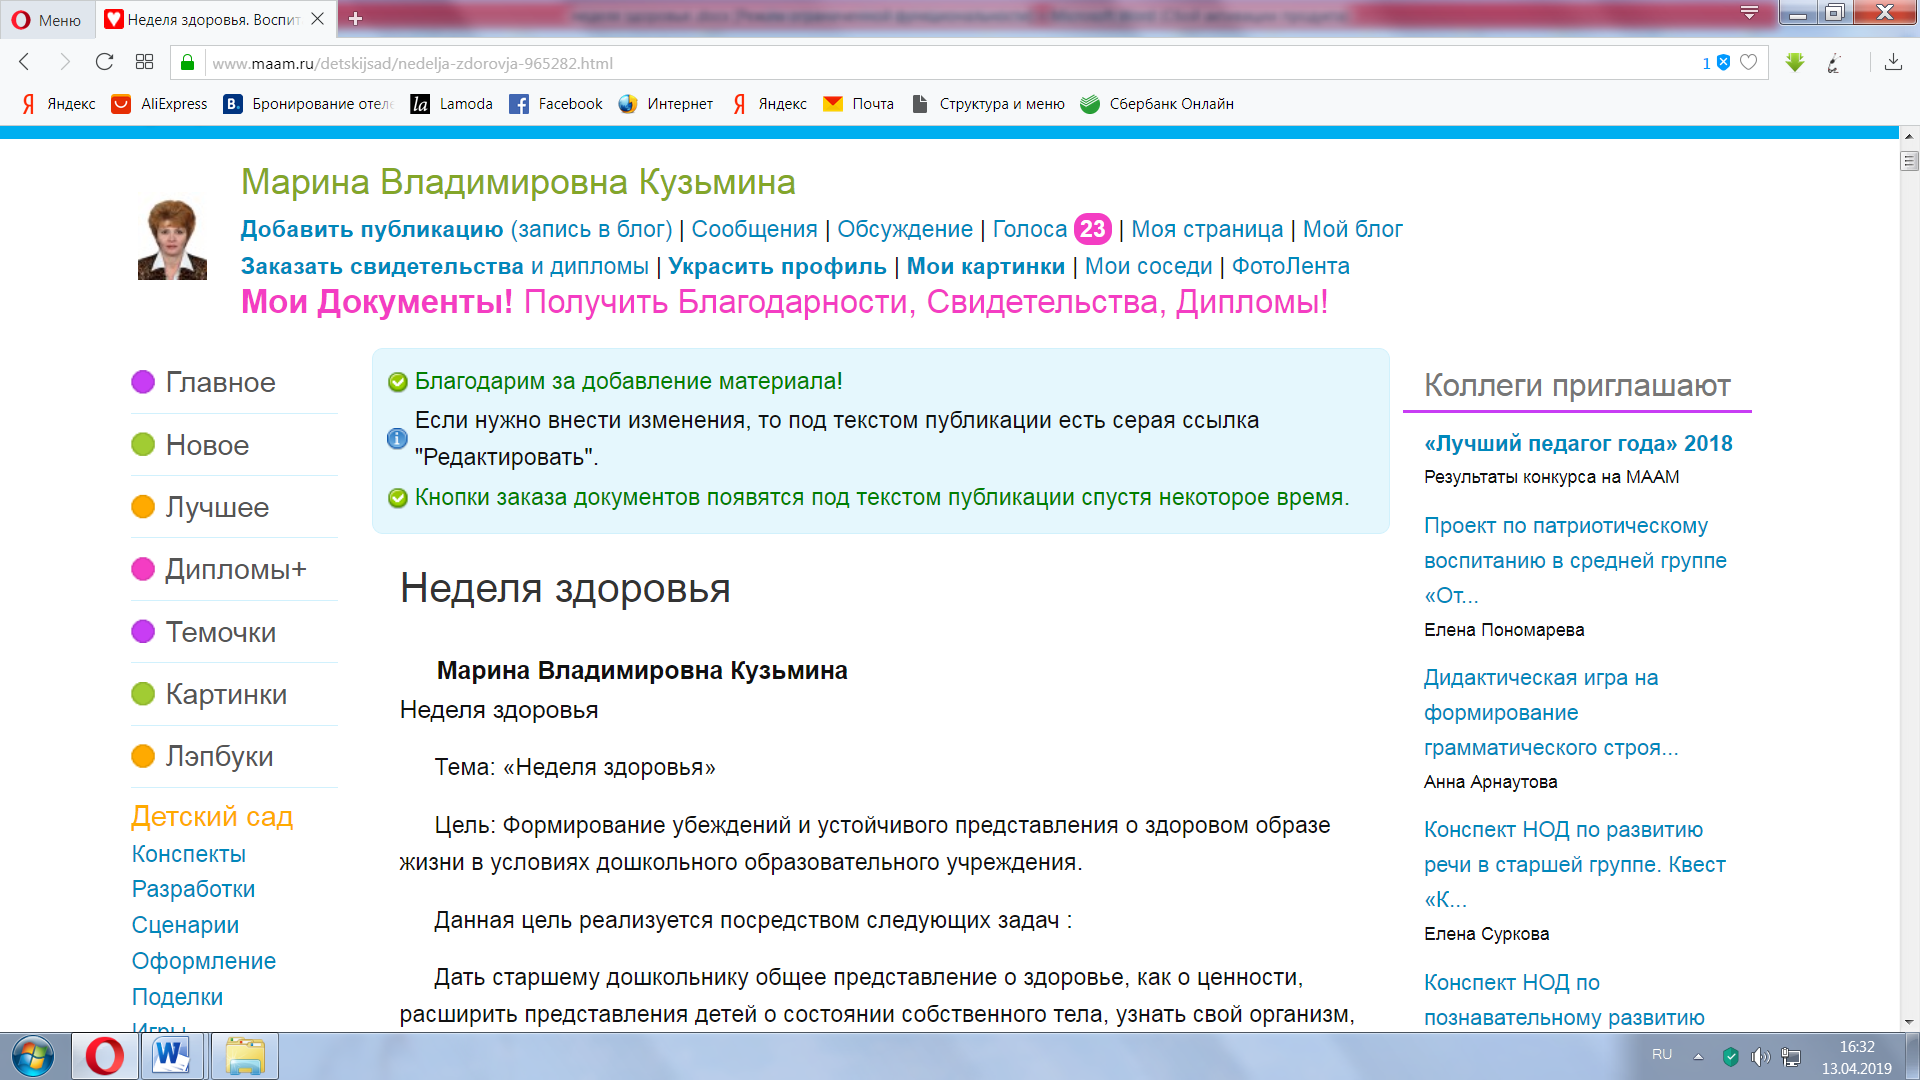 Меню
Неделя здоровья. Воспит
www.maam.ru/detskijsad/nedelja-zdorovja-965282.html
1
Яндекс
AliExpress
Бронирование отеле
Lamoda
Facebook
Интернет
Яндекс
Почта
Структура и меню
Сбербанк Онлайн
Марина Владимировна Кузьмина
Добавить публикацию (запись в блог) | Сообщения | Обсуждение | Голоса 23 | Моя страница | Мой блог
Заказать свидетельства и дипломы | Украсить профиль | Мои картинки | Мои соседи | ФотоЛента
Мои Документы! Получить Благодарности, Свидетельства, Дипломы!
Главное
Новое
Лучшее
Дипломы+
Темочки
Картинки
Лэпбуки
Детский сад
Конспекты
Разработки
Сценарии
Оформление
Поделки
Игры
Благодарим за добавление материала!
Если нужно внести изменения, то под текстом публикации есть серая ссылка
"Редактировать".
Кнопки заказа документов появятся под текстом публикации спустя некоторое время.
Неделя здоровья
Марина Владимировна Кузьмина
Неделя здоровья
Тема: «Неделя здоровья»
Цель: Формирование убеждений и устойчивого представления о здоровом образе
жизни в условиях дошкольного образовательного учреждения.
Данная цель реализуется посредством следующих задач :
Дать старшему дошкольнику общее представление о здоровье, как о ценности,
расширить представления детей о состоянии собственного тела, узнать свой организм,
Коллеги приглашают
«Лучший педагог года» 2018
Результаты конкурса на МААМ
Проект по патриотическому
воспитанию в средней группе
«От...
Елена Пономарева
Дидактическая игра на
формирование
грамматического строя...
Анна Арнаутова
Конспект НОД по развитию
речи в старшей группе. Квест
«К...
Елена Суркова
Конспект НОД по
познавательному развитию
RU
16:32
13.04.2019